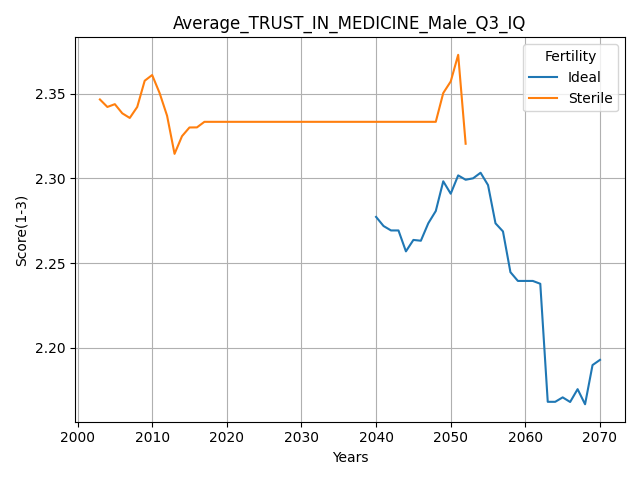 Average_TRUST_IN_MEDICINE_Male_Q3_IQ
Fertility
Ideal
Sterile
Score(1-3)
2.35
2.30
2.25
2.20
2000 2010 2020 2030 2040 2050 2060 2070
Years